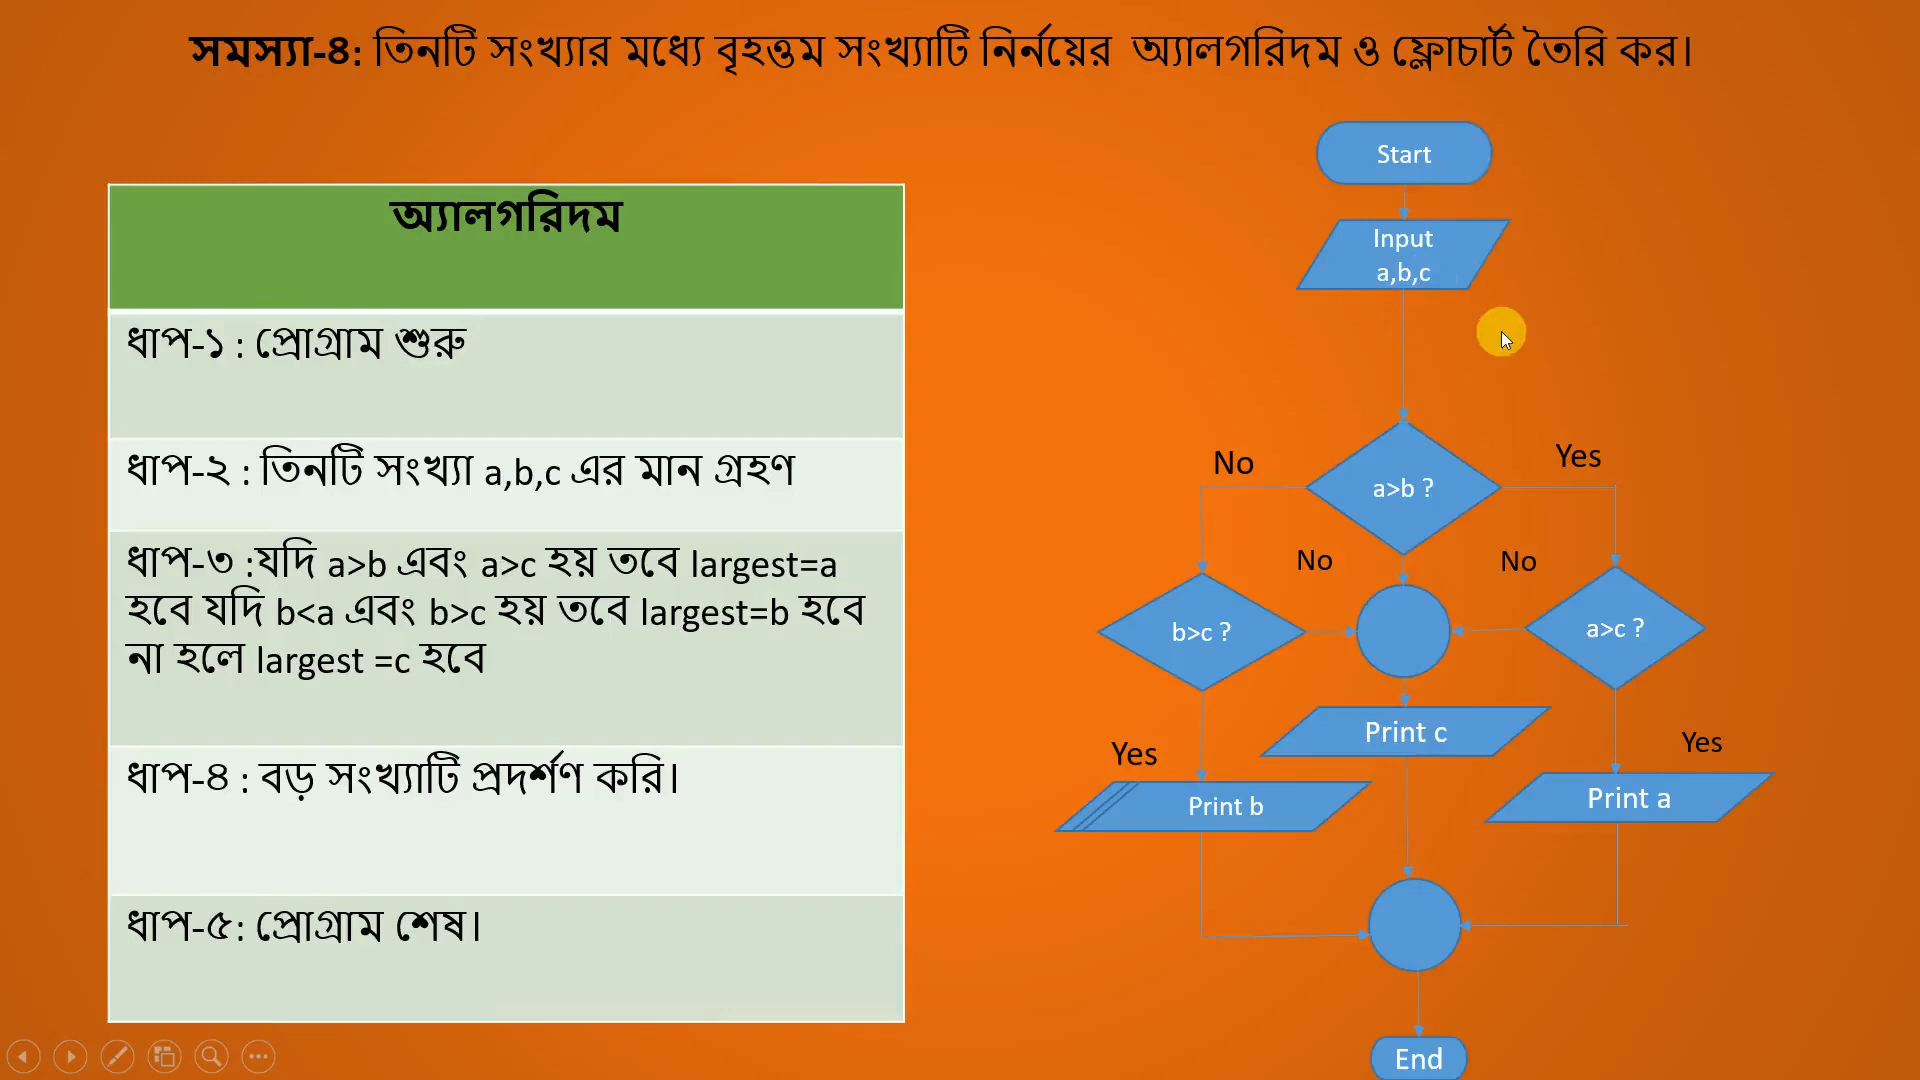 সমস্যা-৪: তিনটি সংখ্যার মধ্যে বৃহত্তম সংখ্যাটি নির্নয়ের অ্যালগরিদম ও ফ্লোচার্ট তৈরি কর।
অ্যালগরিদম
ধাপ-১ : প্রোগ্রাম শুরু
ধাপ-২ : তিনটি সংখ্যা a,b,c এর মান গ্রহণ
ধাপ-৩ :যদি a>b এবং a>c হয় তবে largest=a
হবে যদি b<a এবং b>c হয় তবে largest=b হবে
না হলে largest =c হবে
ধাপ-৪ : বড় সংখ্যাটি প্রদর্শণ করি।
ধাপ-৫: প্রোগ্রাম শেষ।
Start
Input
a,b,c
No
Yes
a>b ?
No
No
b>c ?
a>c ?
Print c
Yes
Yes
Print b
Print a
End